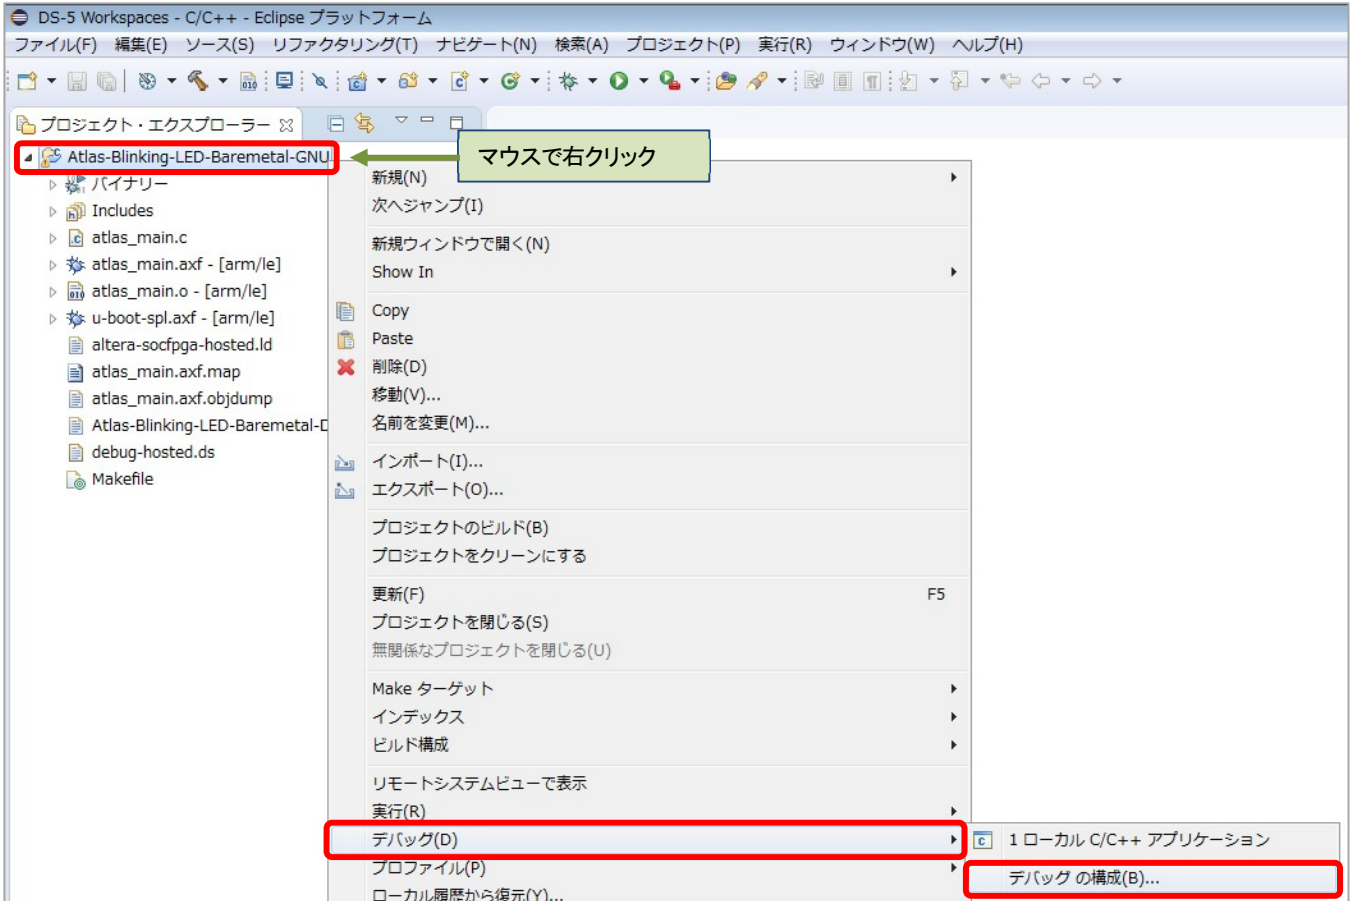 DS-5 Workspaces - C/C++ - Eclipse プラットフォーム
ファイル(F) 編集(E) ソース(S) リファクタリング(T) ナビゲート(N) 検索(A) プロジェクト(P) 実行(R) ウィンドウ(W) ヘルプ(H)
プロジェクト・エクスプローラー
マウスで右クリック
Atlas-Blinking-LED-Baremetal-GNU
バイナリー
Includes
atlas_main.c
atlas_main.axf - [arm/le]
atlas_main.o - [arm/le]
u-boot-spl.axf - [arm/le]
altera-socfpga-hosted.ld
atlas_main.axf.map
atlas_main.axf.objdump
Atlas-Blinking-LED-Baremetal-D
debug-hosted.ds
Makefile
新規(N)
次へジャンプ(I)
新規ウィンドウで開く(N)
Show In
Copy
Paste
削除(D)
移動(V)...
名前を変更(M)...
インポート(I)...
エクスポート(O)...
プロジェクトのビルド(B)
プロジェクトをクリーンにする
更新(F) F5
プロジェクトを閉じる(S)
無関係なプロジェクトを閉じる(U)
Make ターゲット
インデックス
ビルド構成
リモートシステムビューで表示
実行(R)
デバッグ(D)
プロファイル(P)
ローカル履歴から復元(Y)...
1 ローカル C/C++ アプリケーション
デバッグ の構成(B)...